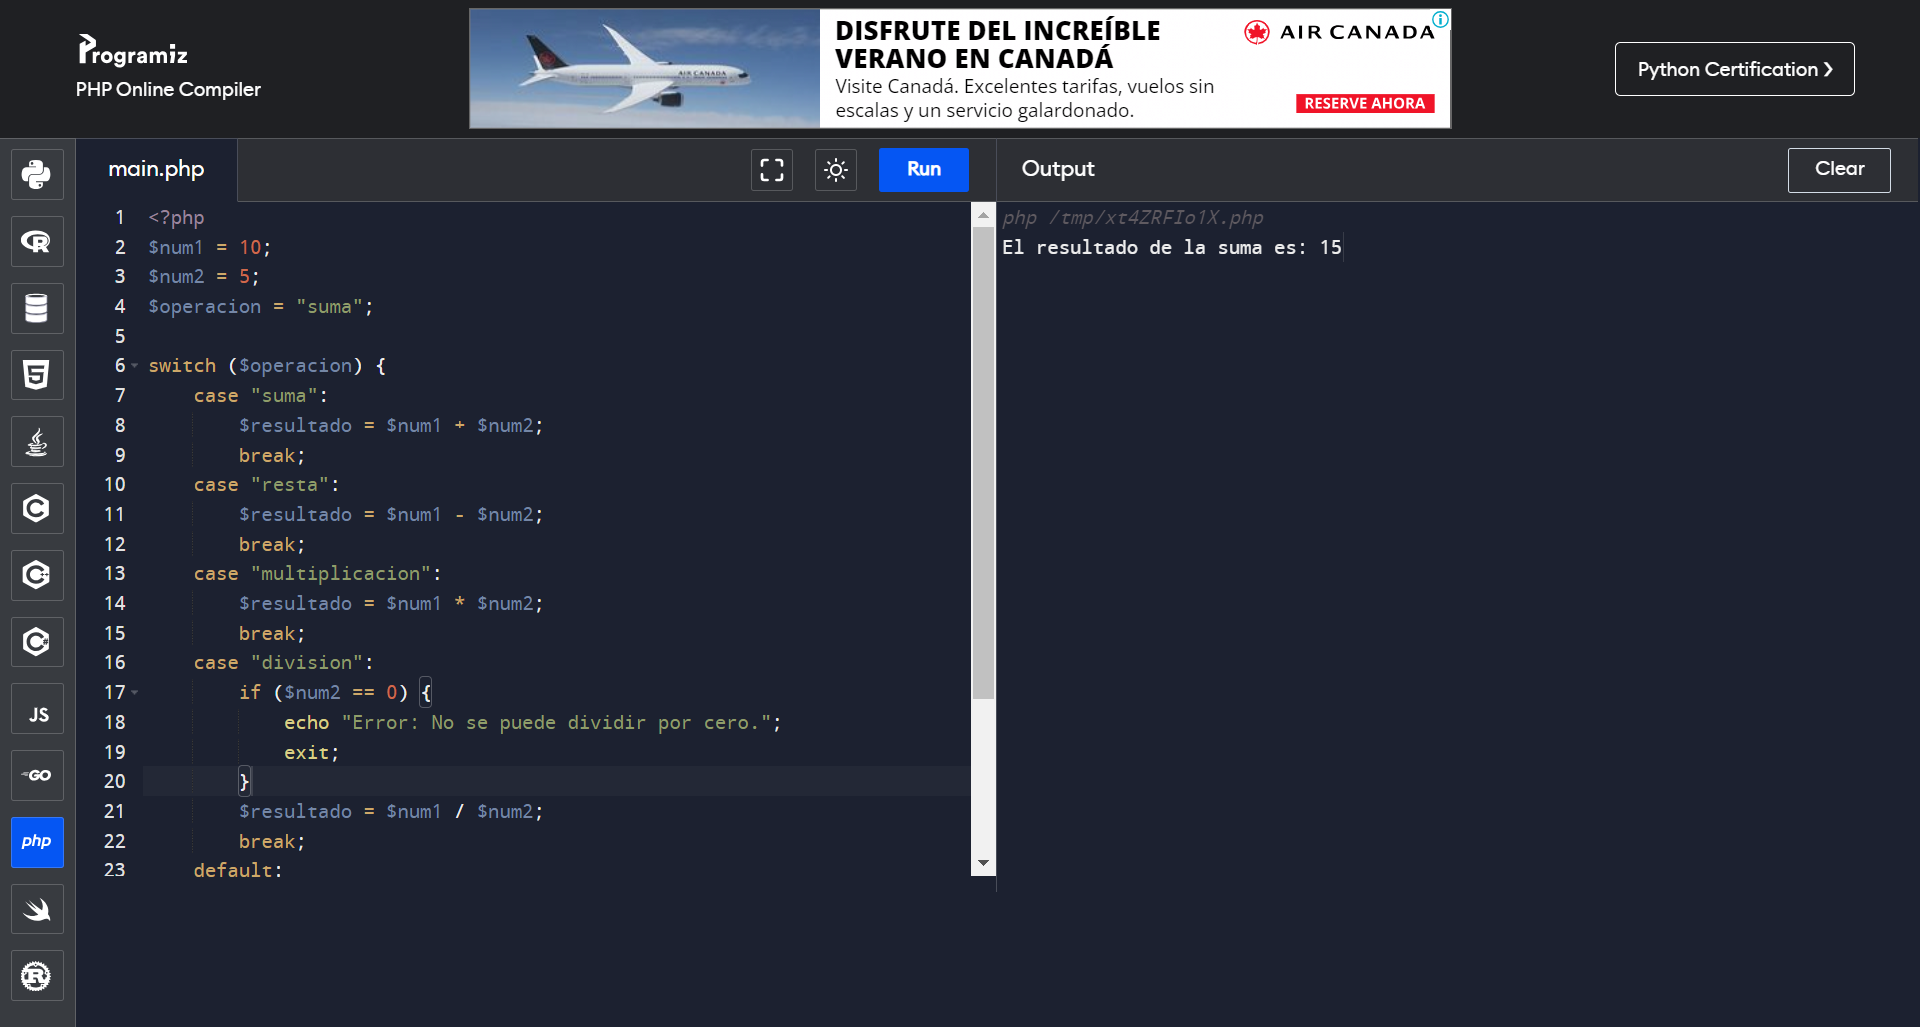 Programiz
PHP Online Compiler
DISFRUTE DEL INCREÍBLE
VERANO EN CANADÁ
Visite Canadá. Excelentes tarifas, vuelos sin
escalas y un servicio galardonado.
AIR CANADA
AIR CANADA
RESERVE AHORA
Python Certification ❯
main.php
Run
Output
Clear
1 <?php
2 $num1 = 10;
3 $num2 = 5;
4 $operacion = "suma";
5
6 switch ($operacion) {
7     case "suma":
8         $resultado = $num1 + $num2;
9         break;
10     case "resta":
11         $resultado = $num1 - $num2;
12         break;
13     case "multiplicacion":
14         $resultado = $num1 * $num2;
15         break;
16     case "division":
17         if ($num2 == 0) {
18             echo "Error: No se puede dividir por cero.";
19             exit;
20         }
21         $resultado = $num1 / $num2;
22         break;
23     default:
php /tmp/xt4ZRFIo1X.php
El resultado de la suma es: 15
R
5
C
C++
C#
JS
GO
php
R